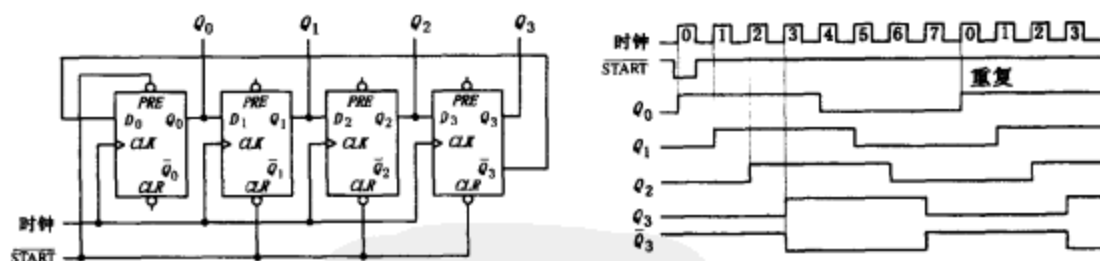 Q₀ Q₁ Q₂ Q₃
PRE PRE PRE PRE
D₀ Q₀ D₁ Q₁ D₂ Q₂ D₃ Q₃
CLK CLK CLK CLK
Q̅₀ Q̅₁ Q̅₂ Q̅₃
CLR CLR CLR CLR
时钟
S̅T̅A̅R̅T̅
时钟 0 1 2 3 4 5 6 7 0 1 2 3
S̅T̅A̅R̅T̅
重复
Q₀
Q₁
Q₂
Q₃
Q̅₃